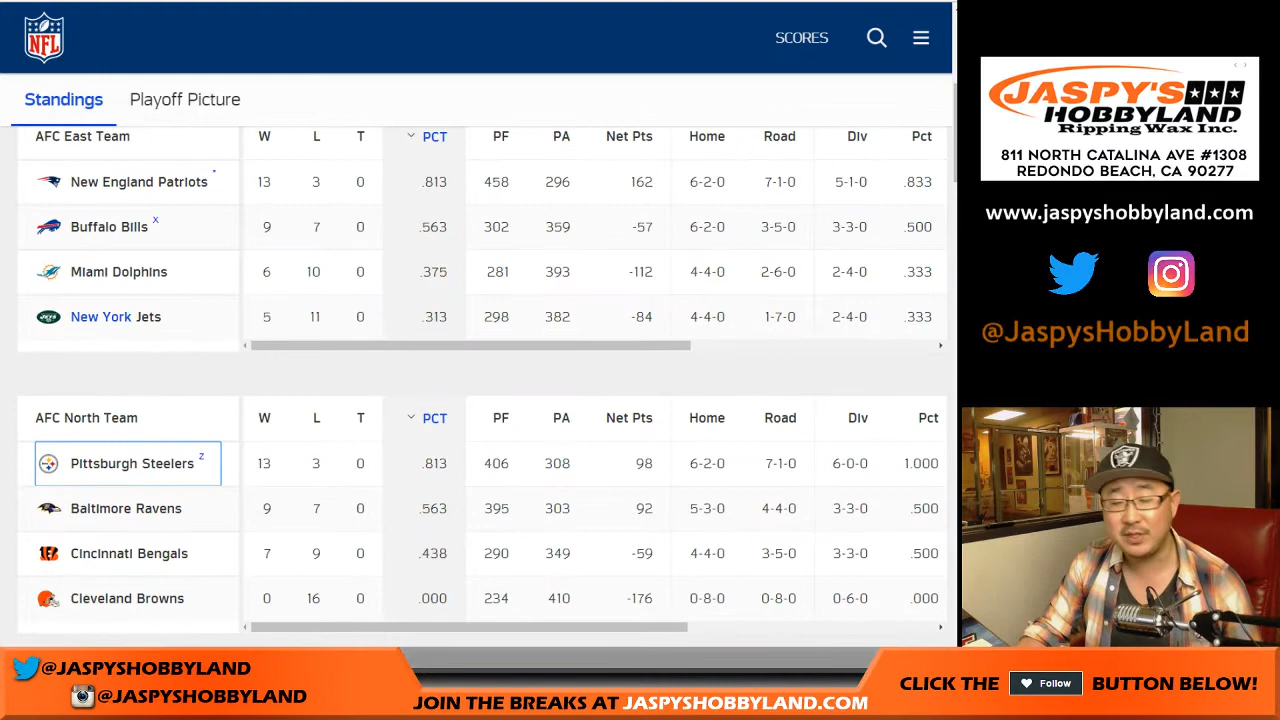 NFL
SCORES
Standings Playoff Picture
AFC East Team W L T PCT PF PA Net Pts Home Road Div Pct
New England Patriots * 13 3 0 .813 458 296 162 6-2-0 7-1-0 5-1-0 .833
Buffalo Bills x 9 7 0 .563 302 359 -57 6-2-0 3-5-0 3-3-0 .500
Miami Dolphins 6 10 0 .375 281 393 -112 4-4-0 2-6-0 2-4-0 .333
New York Jets 5 11 0 .313 298 382 -84 4-4-0 1-7-0 2-4-0 .333
AFC North Team W L T PCT PF PA Net Pts Home Road Div Pct
Pittsburgh Steelers z 13 3 0 .813 406 308 98 6-2-0 7-1-0 6-0-0 1.000
Baltimore Ravens 9 7 0 .563 395 303 92 5-3-0 4-4-0 3-3-0 .500
Cincinnati Bengals 7 9 0 .438 290 349 -59 4-4-0 3-5-0 3-3-0 .500
Cleveland Browns 0 16 0 .000 234 410 -176 0-8-0 0-8-0 0-6-0 .000
JASPY'S
HOBBYLAND
Ripping Wax Inc.
811 NORTH CATALINA AVE #1308
REDONDO BEACH, CA 90277
www.jaspyshobbyland.com
@JaspysHobbyLand
@JASPYSHOBBYLAND
@JASPYSHOBBYLAND
JOIN THE BREAKS AT JASPYSHOBBYLAND.COM
CLICK THE Follow BUTTON BELOW!